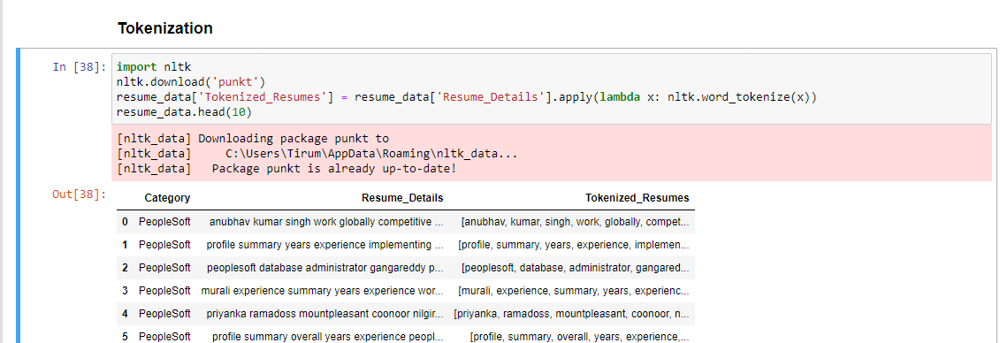 Tokenization
In [38]: import nltk
nltk.download('punkt')
resume_data['Tokenized_Resumes'] = resume_data['Resume_Details'].apply(lambda x: nltk.word_tokenize(x))
resume_data.head(10)
[nltk_data] Downloading package punkt to
[nltk_data]     C:\Users\Tirum\AppData\Roaming\nltk_data...
[nltk_data]   Package punkt is already up-to-date!
Out[38]:
Category Resume_Details Tokenized_Resumes
0 PeopleSoft anubhav kumar singh work globally competitive ... [anubhav, kumar, singh, work, globally, compet...
1 PeopleSoft profile summary years experience implementing ... [profile, summary, years, experience, implemen...
2 PeopleSoft peoplesoft database administrator gangareddy p... [peoplesoft, database, administrator, gangared...
3 PeopleSoft murali experience summary years experience wor... [murali, experience, summary, years, experienc...
4 PeopleSoft priyanka ramadoss mountpleasant coonoor nilgir... [priyanka, ramadoss, mountpleasant, coonoor, n...
5 PeopleSoft profile summary overall years experience peopl... [profile, summary, overall, years, experience,...